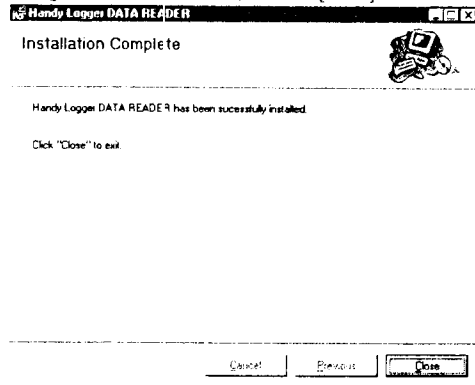 Handy Logger DATA READER
Installation Complete
Handy Logger DATA READER has been sucessfully installed.
Click "Close" to exit.
Cancel Previous Close